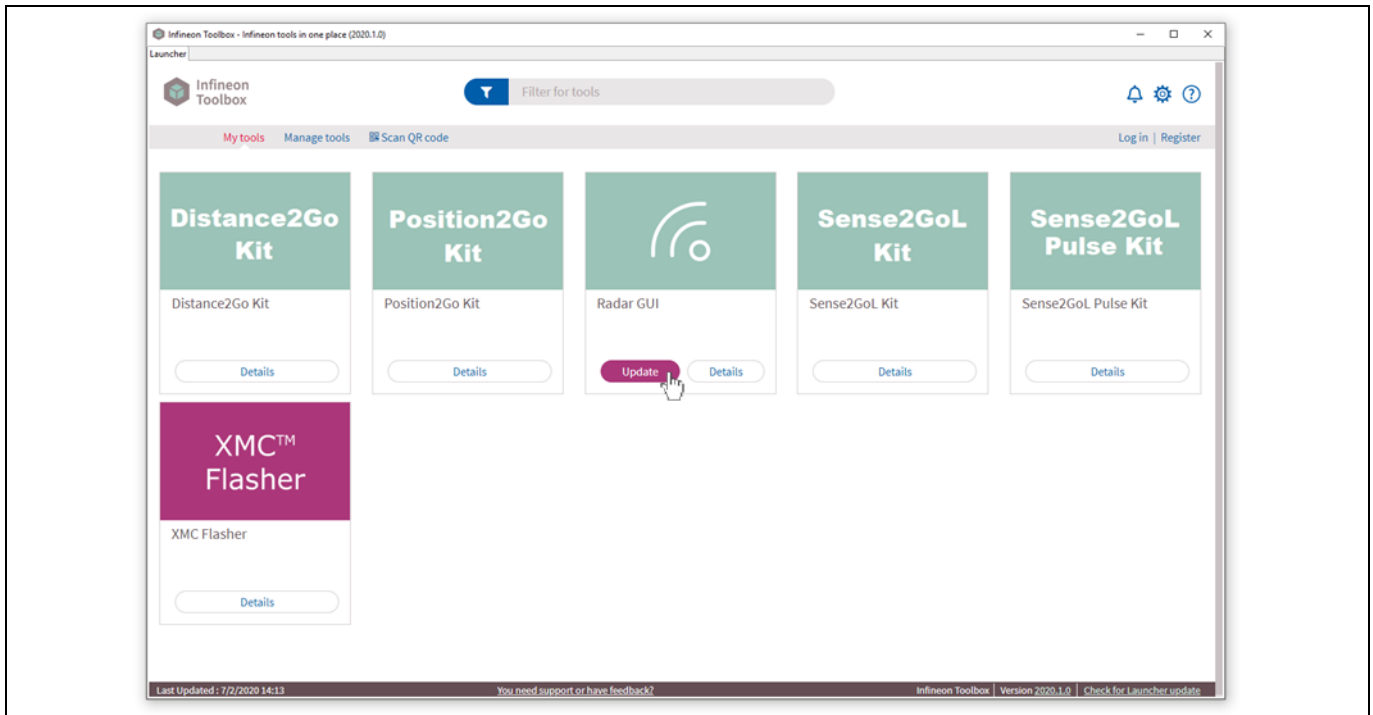 Infineon Toolbox - Infineon tools in one place (2020.1.0)
Launcher
Infineon
Toolbox
Filter for tools
My tools Manage tools Scan QR code Log in | Register
Distance2Go
Kit
Position2Go
Kit
Sense2GoL
Kit
Sense2GoL
Pulse Kit
Distance2Go Kit Position2Go Kit Radar GUI Sense2GoL Kit Sense2GoL Pulse Kit
Details Details Update Details Details Details
XMC™
Flasher
XMC Flasher
Details
Last Updated : 7/2/2020 14:13 You need support or have feedback? Infineon Toolbox | Version 2020.1.0 | Check for Launcher update